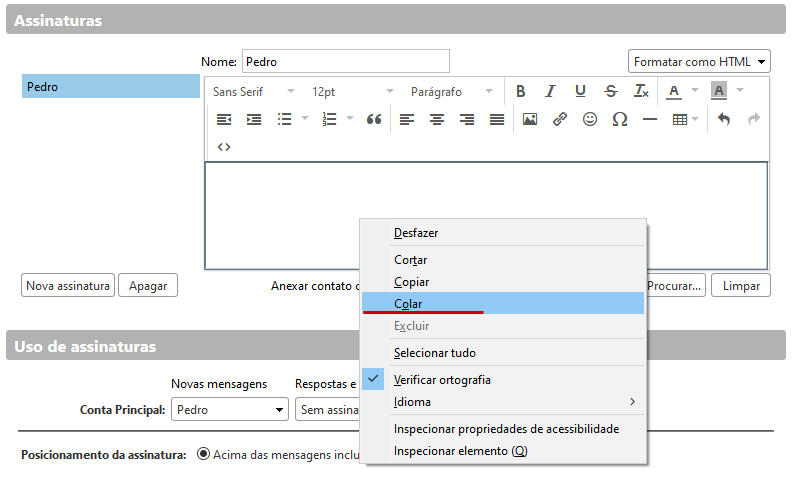 Assinaturas
Nome: Pedro Formatar como HTML
Pedro
Sans Serif 12pt Parágrafo B I U S Tx A A
Desfazer
Cortar
Copiar
Colar
Excluir
Selecionar tudo
Verificar ortografia
Idioma
Inspecionar propriedades de acessibilidade
Inspecionar elemento (Q)
Nova assinatura Apagar Anexar contato Procurar... Limpar
Uso de assinaturas
Novas mensagens Respostas e
Conta Principal: Pedro Sem assina
Posicionamento da assinatura: Acima das mensagens inclu